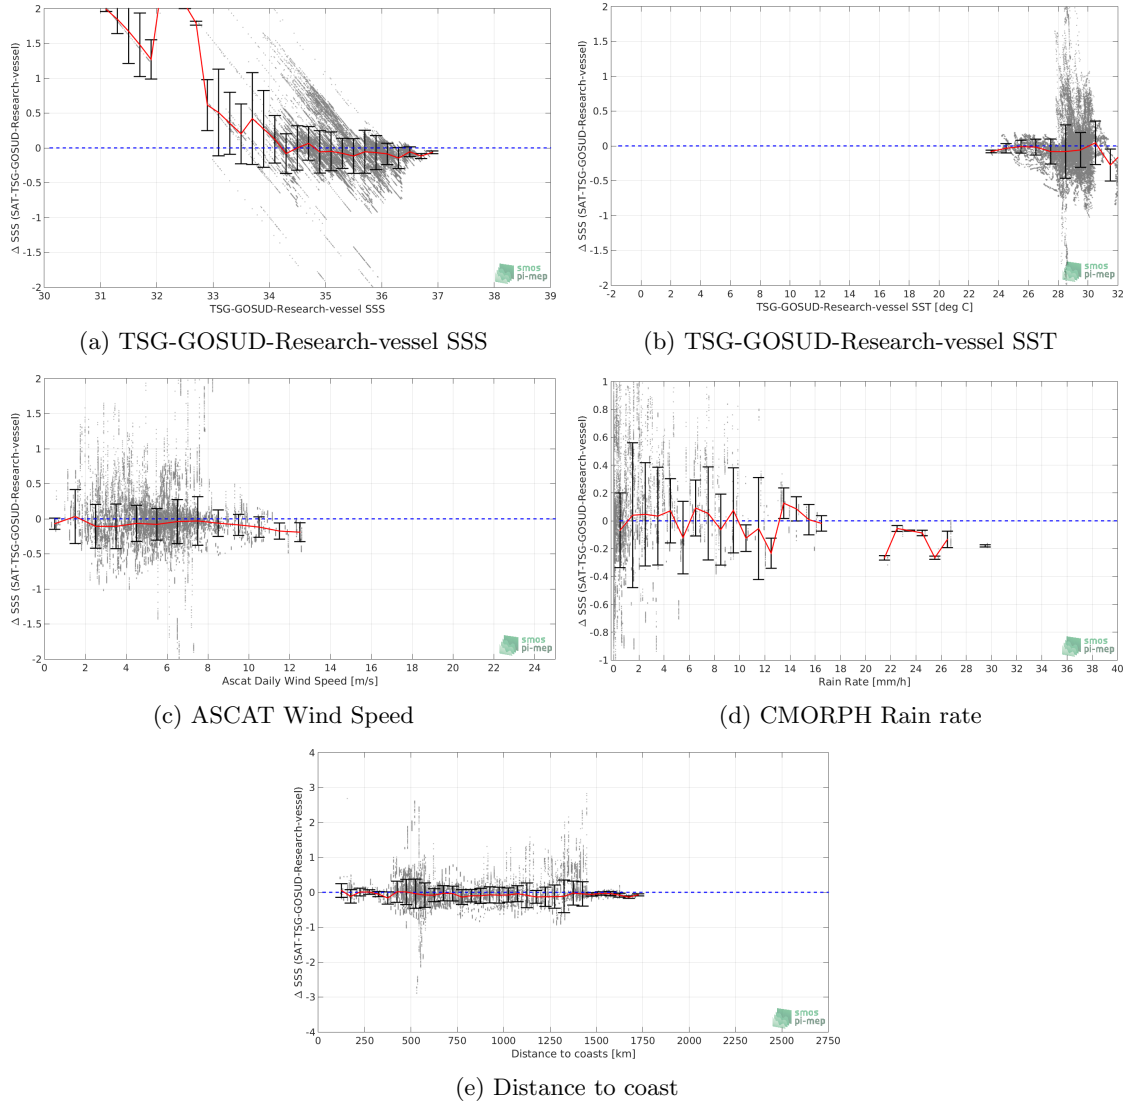 2
1.5
1
0.5
0
-0.5
-1
-1.5
-2
Δ SSS (SAT-TSG-GOSUD-Research-vessel)
30 31 32 33 34 35 36 37 38 39
TSG-GOSUD-Research-vessel SSS
smos
pi-mep
(a) TSG-GOSUD-Research-vessel SSS
2
1.5
1
0.5
0
-0.5
-1
-1.5
-2
Δ SSS (SAT-TSG-GOSUD-Research-vessel)
-2 0 2 4 6 8 10 12 14 16 18 20 22 24 26 28 30 32
TSG-GOSUD-Research-vessel SST [deg C]
smos
pi-mep
(b) TSG-GOSUD-Research-vessel SST
2
1.5
1
0.5
0
-0.5
-1
-1.5
-2
Δ SSS (SAT-TSG-GOSUD-Research-vessel)
0 2 4 6 8 10 12 14 16 18 20 22 24
Ascat Daily Wind Speed [m/s]
smos
pi-mep
(c) ASCAT Wind Speed
1
0.8
0.6
0.4
0.2
0
-0.2
-0.4
-0.6
-0.8
-1
Δ SSS (SAT-TSG-GOSUD-Research-vessel)
0 2 4 6 8 10 12 14 16 18 20 22 24 26 28 30 32 34 36 38 40
Rain Rate [mm/h]
smos
pi-mep
(d) CMORPH Rain rate
4
3
2
1
0
-1
-2
-3
-4
Δ SSS (SAT-TSG-GOSUD-Research-vessel)
0 250 500 750 1000 1250 1500 1750 2000 2250 2500 2750
Distance to coasts [km]
smos
pi-mep
(e) Distance to coast